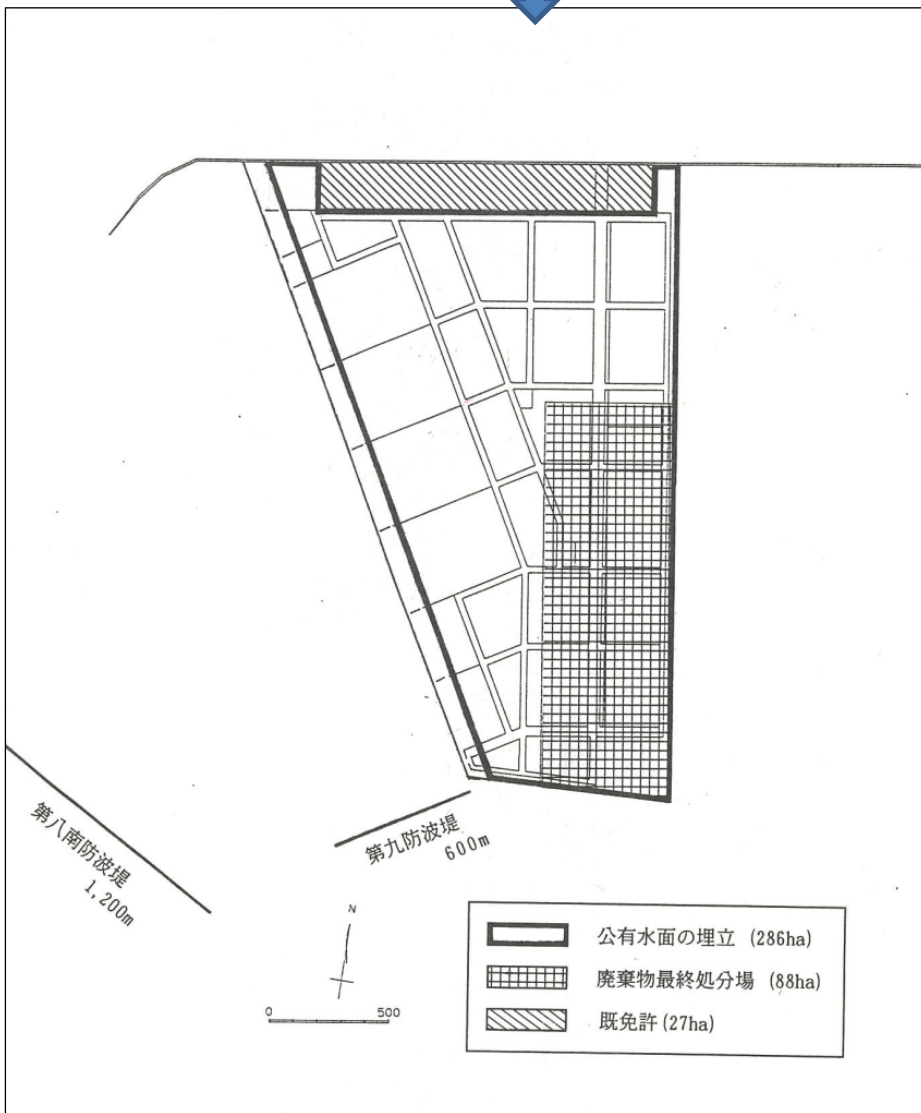 第八南防波堤
1,200m
第九防波堤
600m
N
0 500
公有水面の埋立 (286ha)
廃棄物最終処分場 (88ha)
既免許 (27ha)